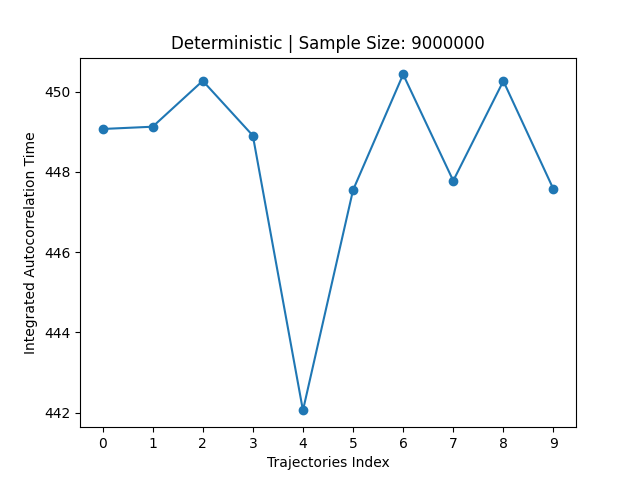 Deterministic | Sample Size: 9000000
Integrated Autocorrelation Time
450
448
446
444
442
0 1 2 3 4 5 6 7 8 9
Trajectories Index